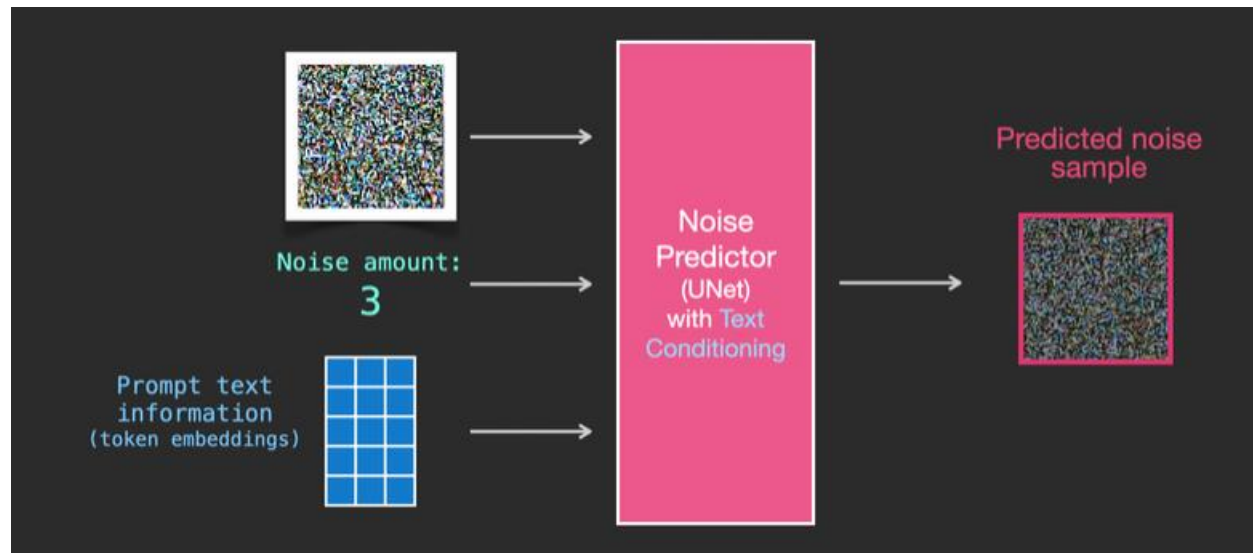 Noise amount:
3
Prompt text
information
(token embeddings)
Noise
Predictor
(UNet)
with Text
Conditioning
Predicted noise
sample